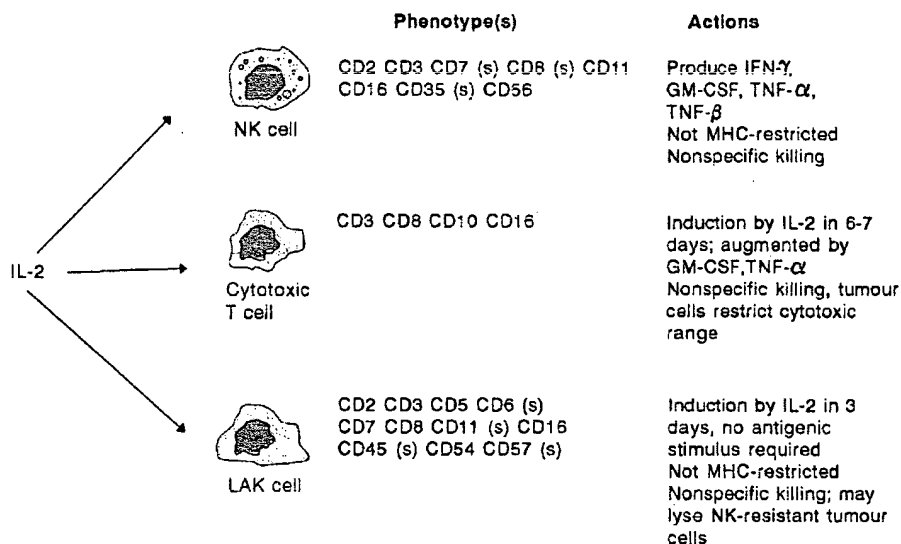 Phenotype(s)
Actions
CD2 CD3 CD7 (s) CD8 (s) CD11
CD16 CD35 (s) CD56
Produce IFN-γ,
GM-CSF, TNF-α,
TNF-β
Not MHC-restricted
Nonspecific killing
NK cell
IL-2
CD3 CD8 CD10 CD16
Induction by IL-2 in 6-7
days; augmented by
GM-CSF,TNF-α
Nonspecific killing, tumour
cells restrict cytotoxic
range
Cytotoxic
T cell
CD2 CD3 CD5 CD6 (s)
CD7 CD8 CD11 (s) CD16
CD45 (s) CD54 CD57 (s)
Induction by IL-2 in 3
days, no antigenic
stimulus required
Not MHC-restricted
Nonspecific killing; may
lyse NK-resistant tumour
cells
LAK cell